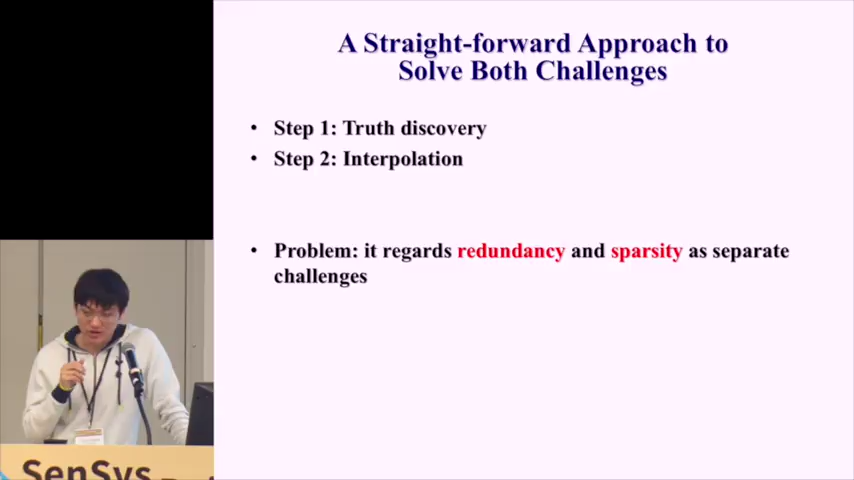 A Straight-forward Approach to
Solve Both Challenges
• Step 1: Truth discovery
• Step 2: Interpolation
• Problem: it regards redundancy and sparsity as separate
challenges
SenSys